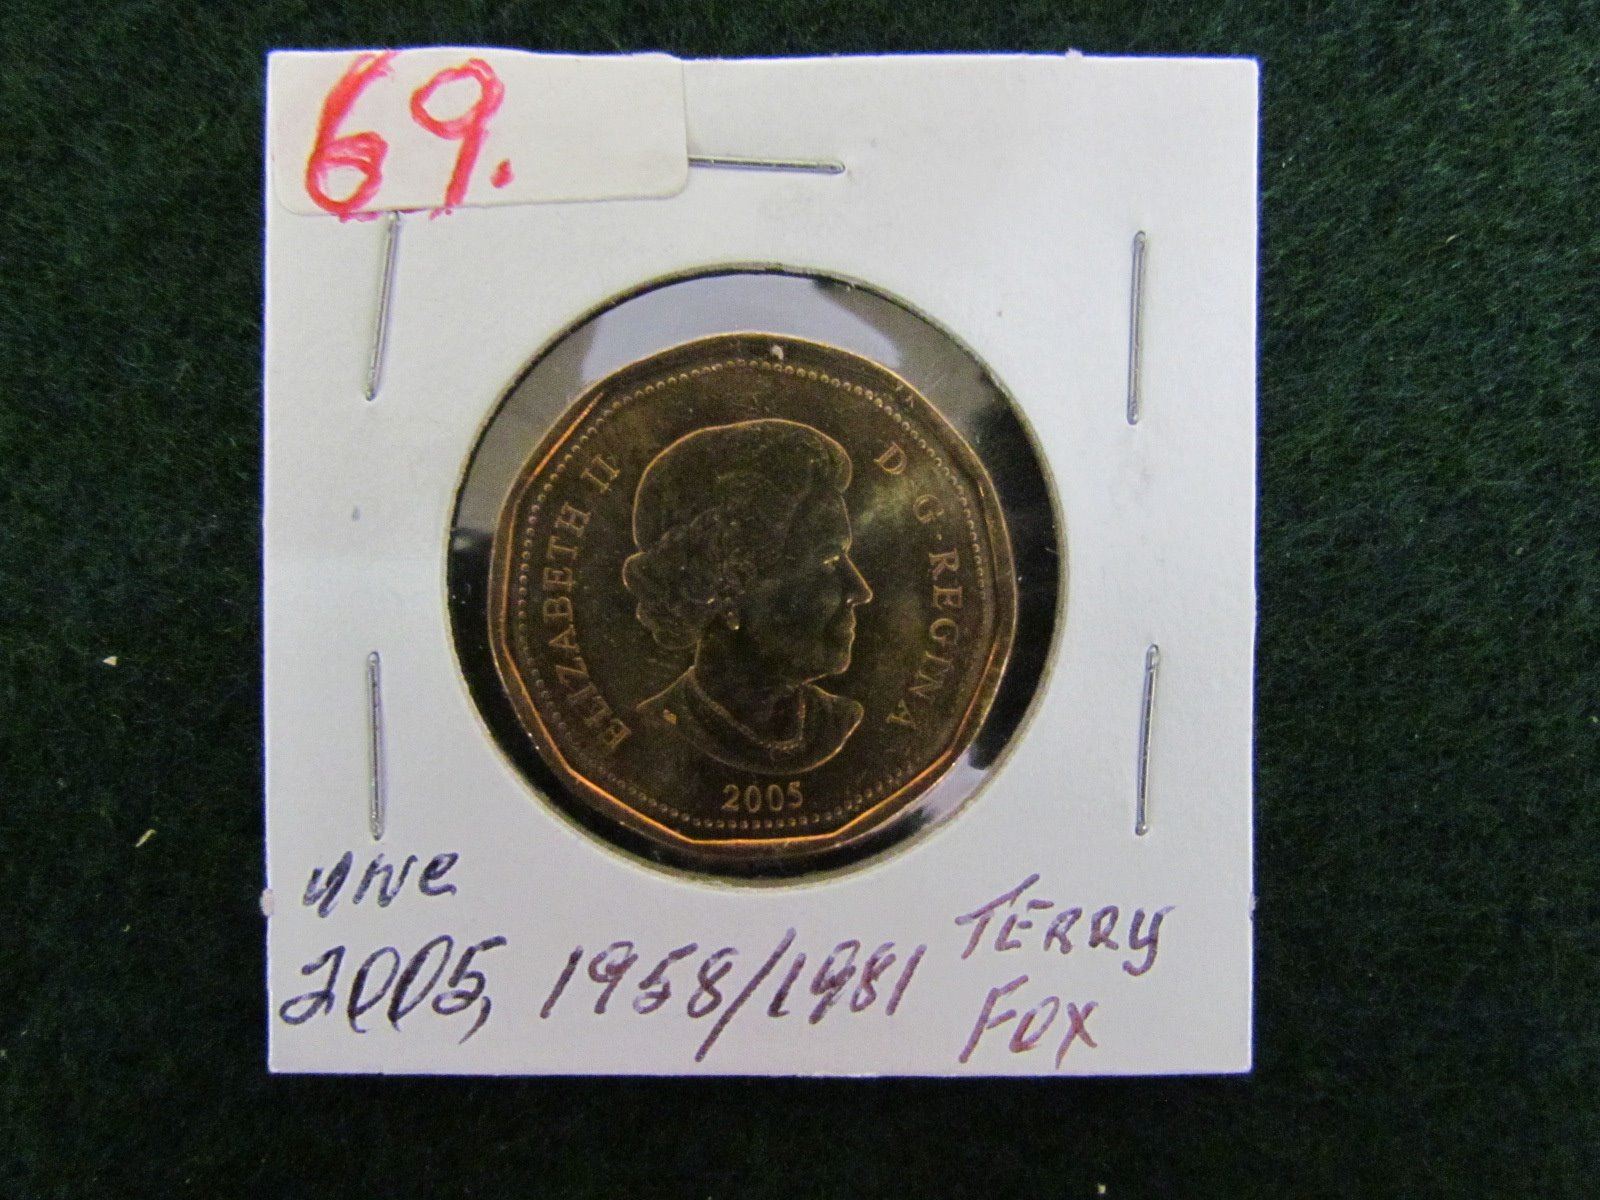 69.
ELIZABETH II
D·G·REGINA
2005
unc
2005, 1958/1981 TERRY
FOX